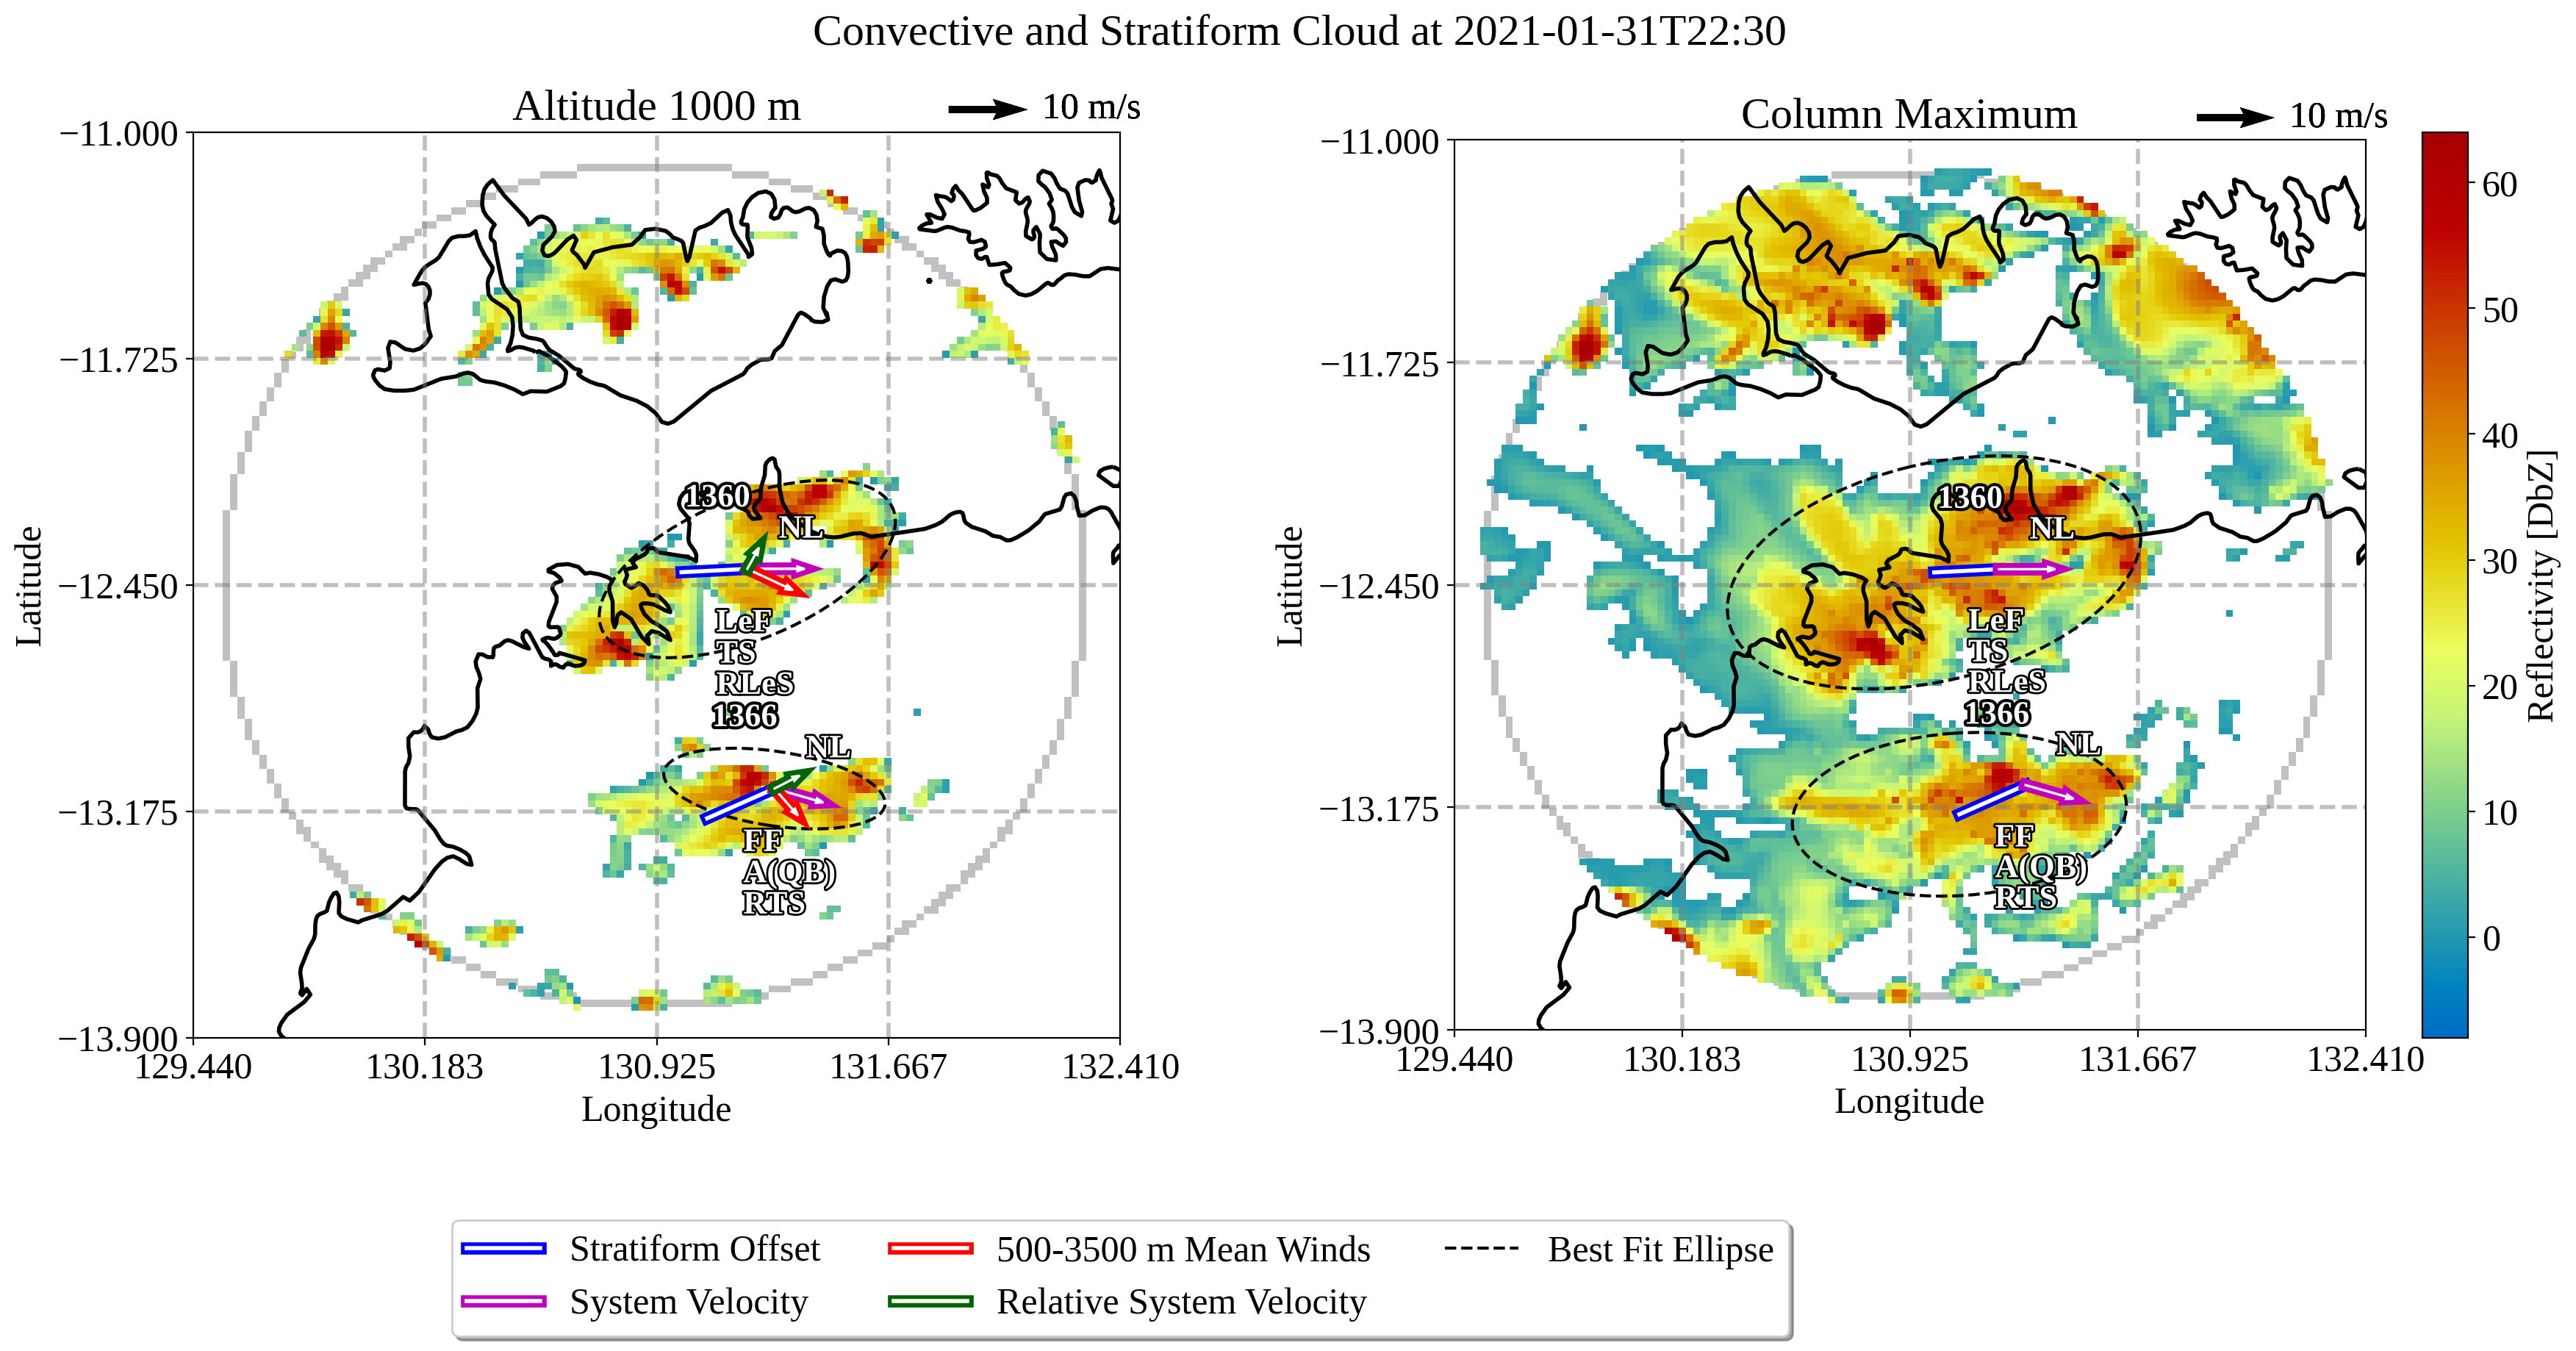 Convective and Stratiform Cloud at 2021-01-31T22:30
Altitude 1000 m
10 m/s
−11.000
−11.725
−12.450
−13.175
−13.900
Latitude
129.440
130.183
130.925
131.667
132.410
Longitude
1360
NL
LeF
TS
RLeS
1366
NL
FF
A(QB)
RTS
Column Maximum
10 m/s
−11.000
−11.725
−12.450
−13.175
−13.900
Latitude
129.440
130.183
130.925
131.667
132.410
Longitude
1360
NL
LeF
TS
RLeS
1366
NL
FF
A(QB)
RTS
60
50
40
30
20
10
0
Reflectivity [DbZ]
Stratiform Offset
System Velocity
500-3500 m Mean Winds
Relative System Velocity
Best Fit Ellipse